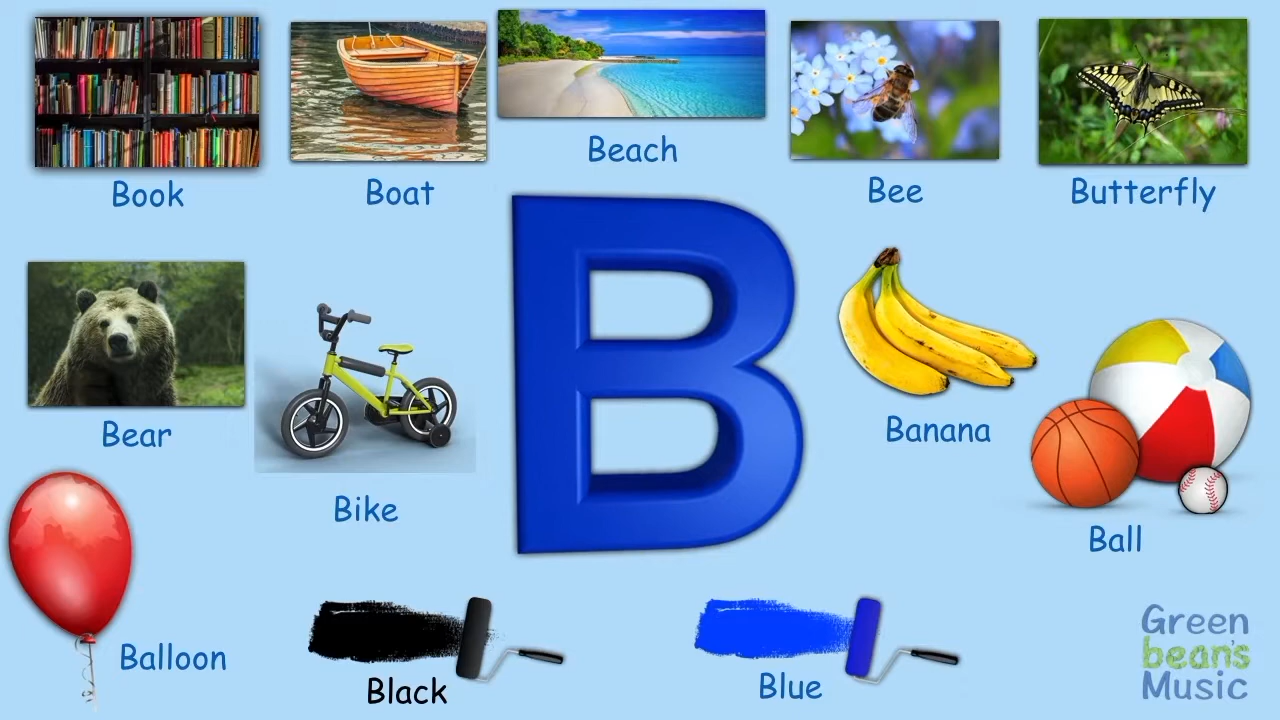 Book
Boat
Beach
Bee
Butterfly
B
Bear
Bike
Banana
Ball
Balloon
Black
Blue
Green
bean's
Music